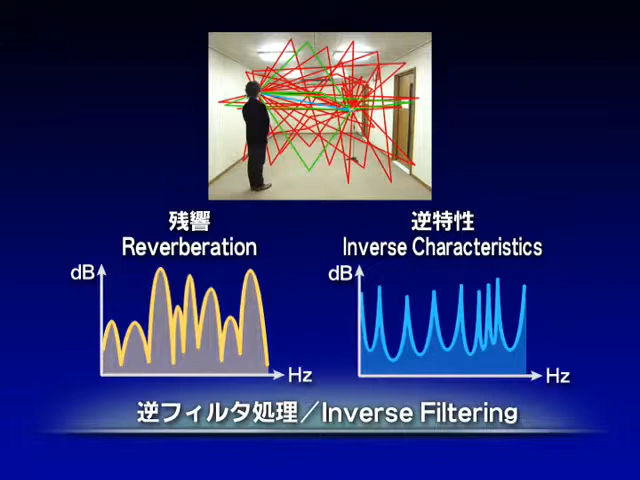 残響
Reverberation
逆特性
Inverse Characteristics
dB
Hz
dB
Hz
逆フィルタ処理／Inverse Filtering